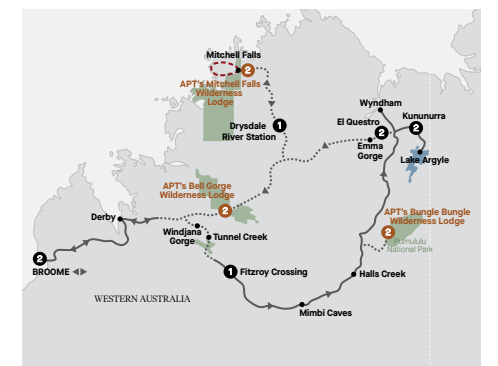 Mitchell Falls
2
APT's Mitchell Falls
Wilderness
Lodge
Drysdale
River Station
1
Wyndham
El Questro
2
Kununurra
2
Emma
Gorge
Lake Argyle
APT's Bell Gorge
Wilderness Lodge
2
APT's Bungle Bungle
Wilderness Lodge
2
Purnululu
National Park
Derby
Windjana
Gorge
Tunnel Creek
2
BROOME
1
Fitzroy Crossing
Halls Creek
WESTERN AUSTRALIA
Mimbi Caves